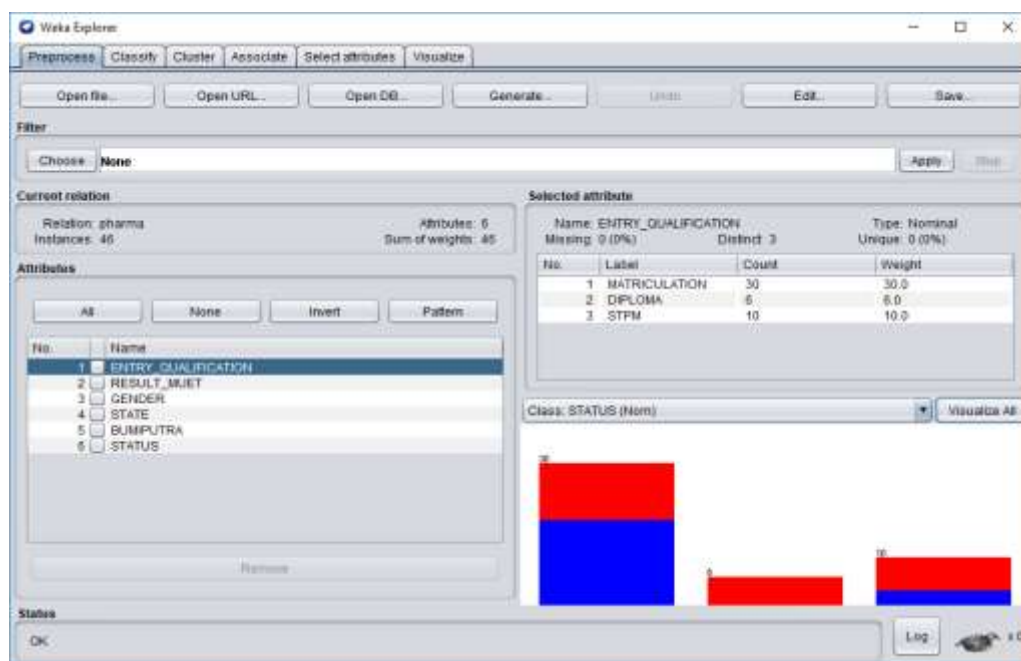 Weka Explorer
Preprocess Classify Cluster Associate Select attributes Visualize
Open file... Open URL... Open DB... Generate... Undo Edit... Save...
Filter
Choose None Apply Stop
Current relation
Relation: pharma Attributes: 6
Instances: 46 Sum of weights: 46
Attributes
All None Invert Pattern
No. Name
1 ENTRY_QUALIFICATION
2 RESULT_MUET
3 GENDER
4 STATE
5 BUMIPUTRA
6 STATUS
Remove
Selected attribute
Name: ENTRY_QUALIFICATION Type: Nominal
Missing: 0 (0%) Distinct: 3 Unique: 0 (0%)
No. Label Count Weight
1 MATRICULATION 30 30.0
2 DIPLOMA 6 6.0
3 STPM 10 10.0
Class: STATUS (Nom) Visualize All
30
6
10
Status
OK Log x 0